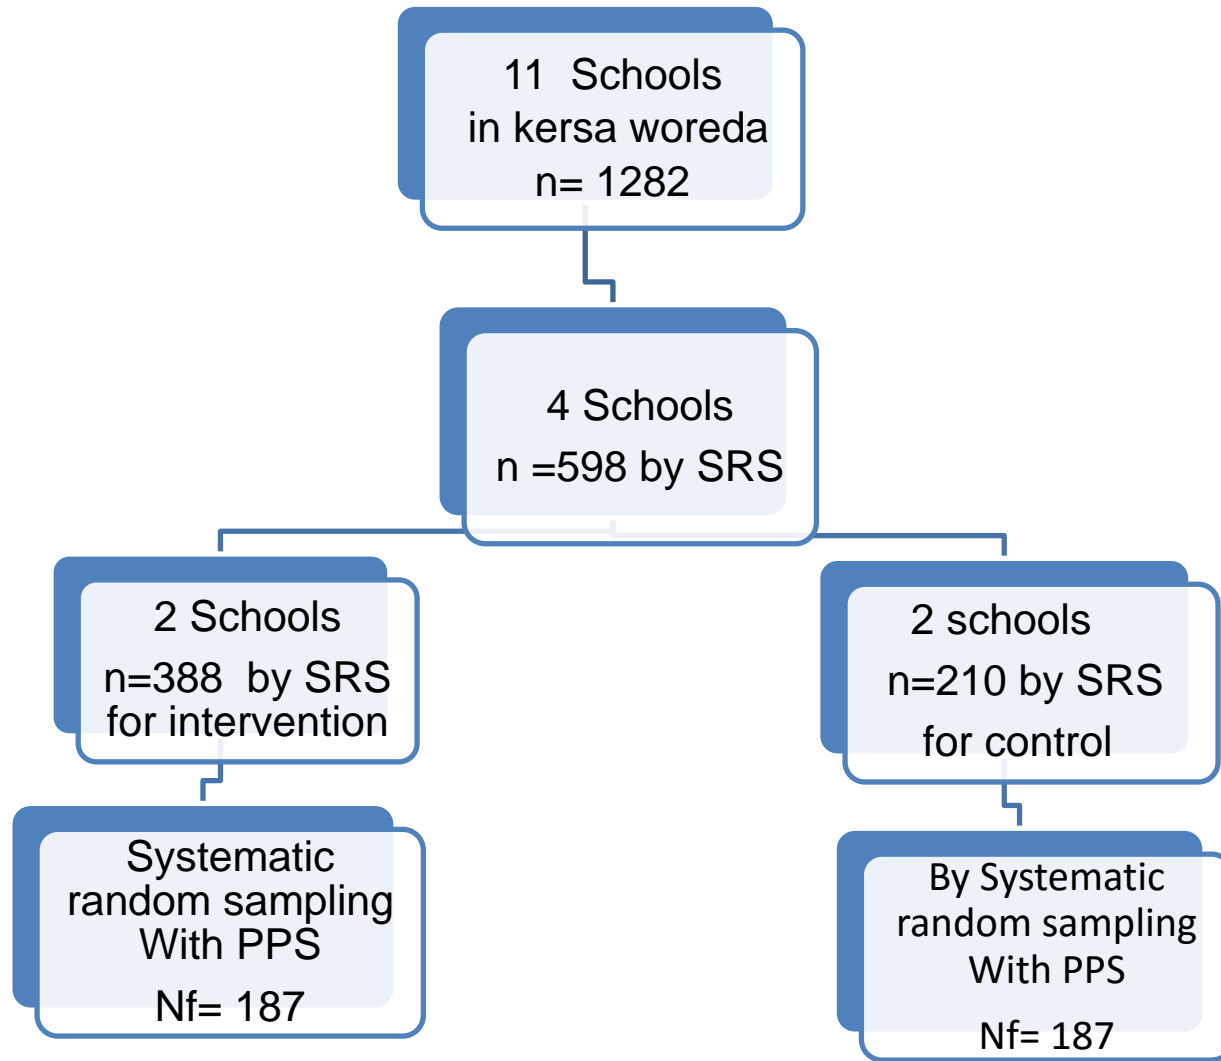 11 Schools
in kersa woreda
n= 1282
4 Schools
n =598 by SRS
2 Schools
n=388 by SRS
for intervention
2 schools
n=210 by SRS
for control
Systematic
random sampling
With PPS
Nf= 187
By Systematic
random sampling
With PPS
Nf= 187